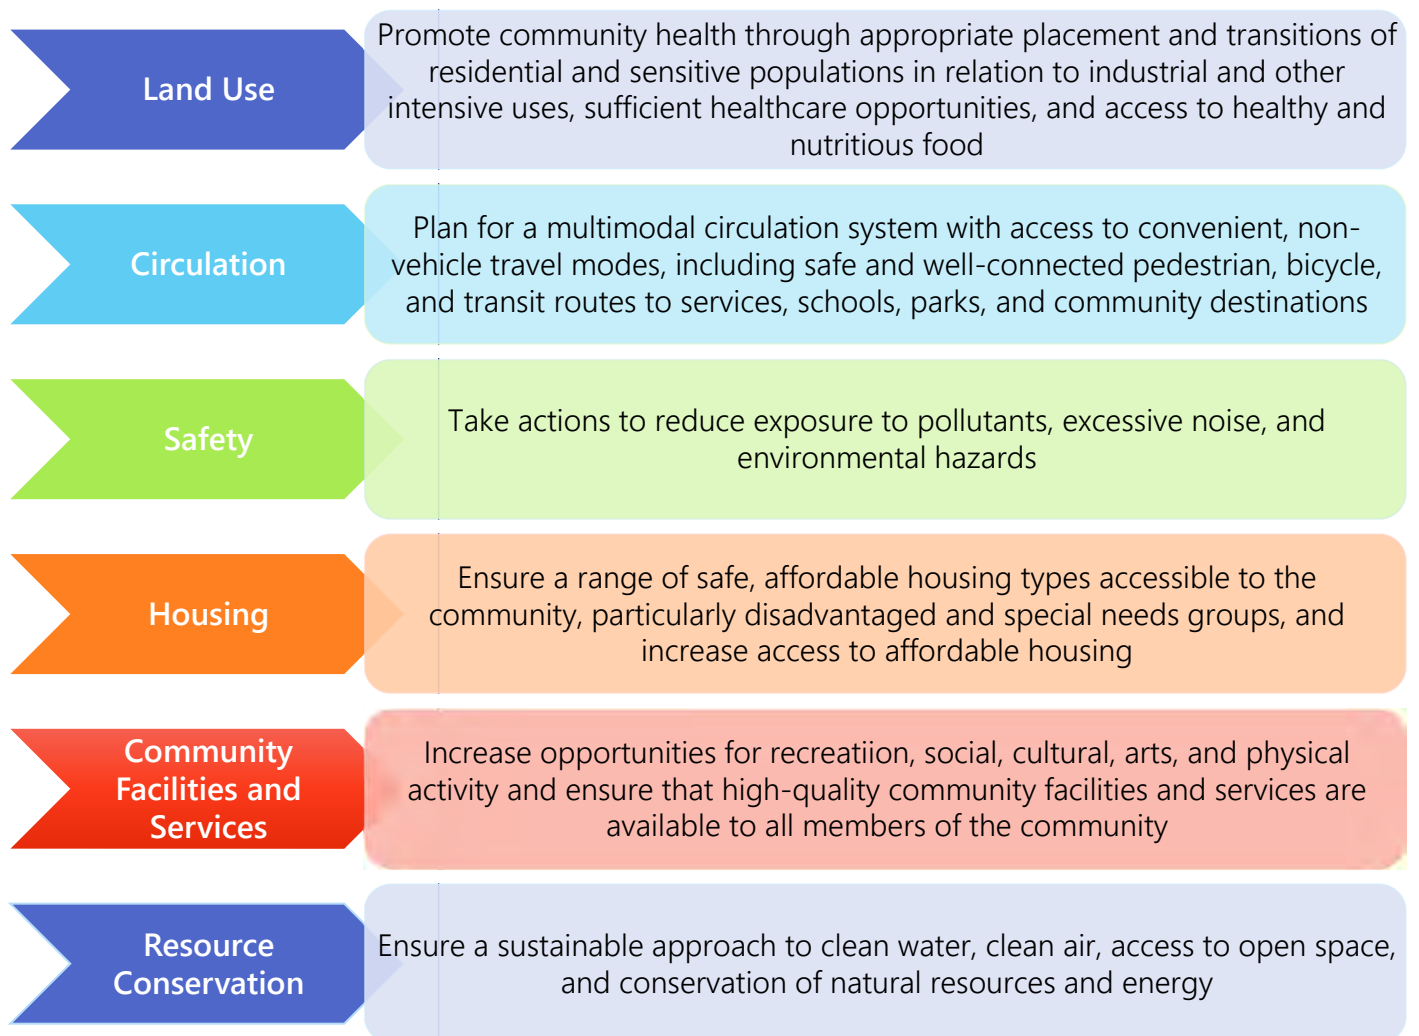 Land Use
Promote community health through appropriate placement and transitions of
residential and sensitive populations in relation to industrial and other
intensive uses, sufficient healthcare opportunities, and access to healthy and
nutritious food
Circulation
Plan for a multimodal circulation system with access to convenient, non-
vehicle travel modes, including safe and well-connected pedestrian, bicycle,
and transit routes to services, schools, parks, and community destinations
Safety
Take actions to reduce exposure to pollutants, excessive noise, and
environmental hazards
Housing
Ensure a range of safe, affordable housing types accessible to the
community, particularly disadvantaged and special needs groups, and
increase access to affordable housing
Community
Facilities and
Services
Increase opportunities for recreatiion, social, cultural, arts, and physical
activity and ensure that high-quality community facilities and services are
available to all members of the community
Resource
Conservation
Ensure a sustainable approach to clean water, clean air, access to open space,
and conservation of natural resources and energy